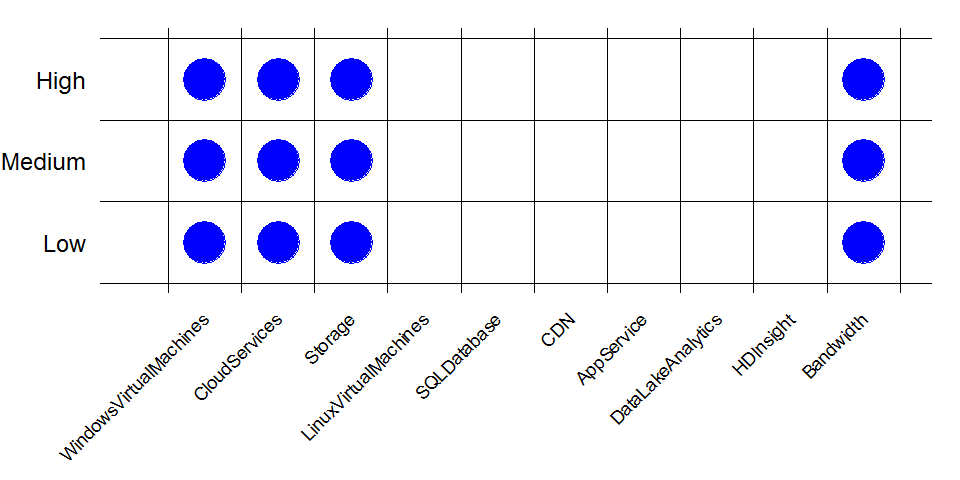 High
Medium
Low
WindowsVirtualMachines
CloudServices
Storage
LinuxVirtualMachines
SQLDatabase
CDN
AppService
DataLakeAnalytics
HDInsight
Bandwidth